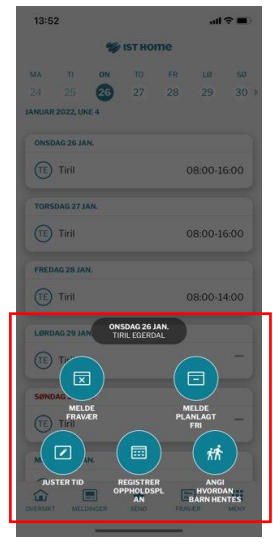 13:52
IST Home
MA TI ON TO FR LØ SØ
24 25 26 27 28 29 30
JANUAR 2022, UKE 4
ONSDAG 26 JAN.
TE Tiril 08:00-16:00
TORSDAG 27 JAN.
TE Tiril 08:00-16:00
FREDAG 28 JAN.
TE Tiril 08:00-14:00
LØRDAG 29 JAN.
ONSDAG 26 JAN.
TIRIL EGERDAL
TE
MELDE
FRAVÆR
MELDE
PLANLAGT
FRI
SØNDAG
TE
JUSTER TID
REGISTRER
OPPHOLDSPL
AN
ANGI
HVORDAN
BARN HENTES
OVERSIKT MELDINGER SEND FRAVÆR MENY